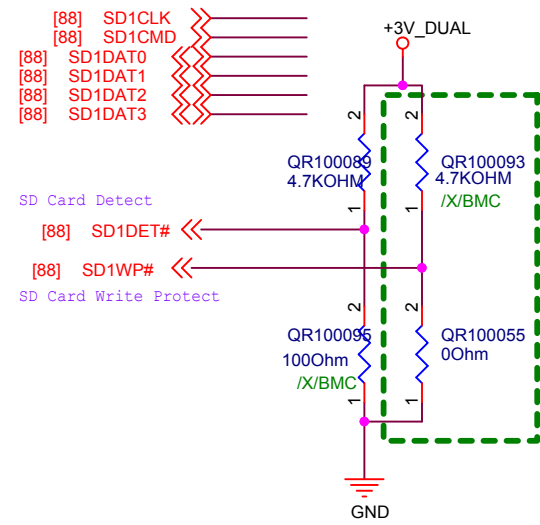 [88] SD1CLK
[88] SD1CMD
[88] SD1DAT0
[88] SD1DAT1
[88] SD1DAT2
[88] SD1DAT3
+3V_DUAL
2
2
QR100089
4.7KOHM
QR100093
4.7KOHM
/X/BMC
1
1
SD Card Detect
[88] SD1DET#
[88] SD1WP#
SD Card Write Protect
2
2
QR100095
100Ohm
/X/BMC
QR100055
0Ohm
1
1
GND